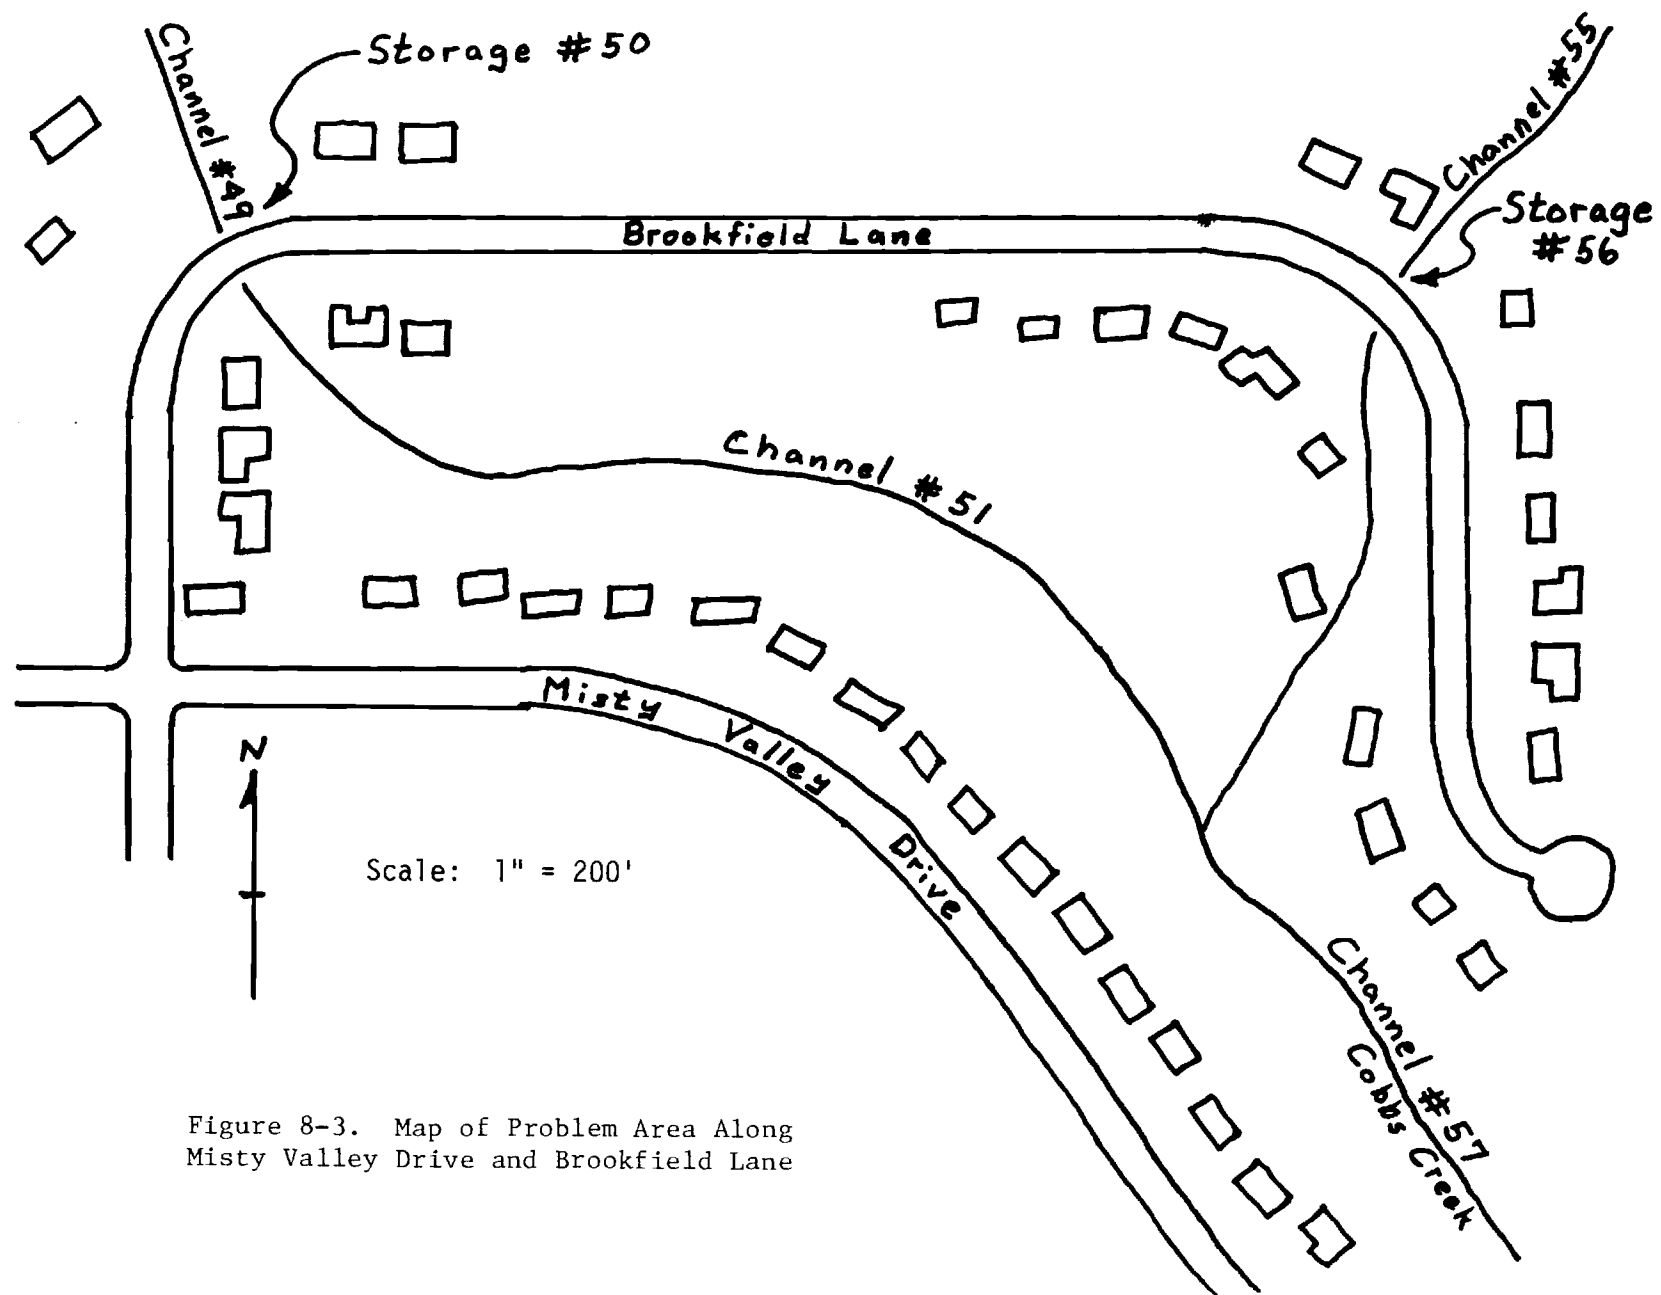 Channel #49
Storage #50
Channel #55
Storage
#56
Brookfield Lane
Channel #51
Misty Valley Drive
N
Scale: 1" = 200'
Channel #57
Cobbs Creek
Figure 8-3. Map of Problem Area Along
Misty Valley Drive and Brookfield Lane